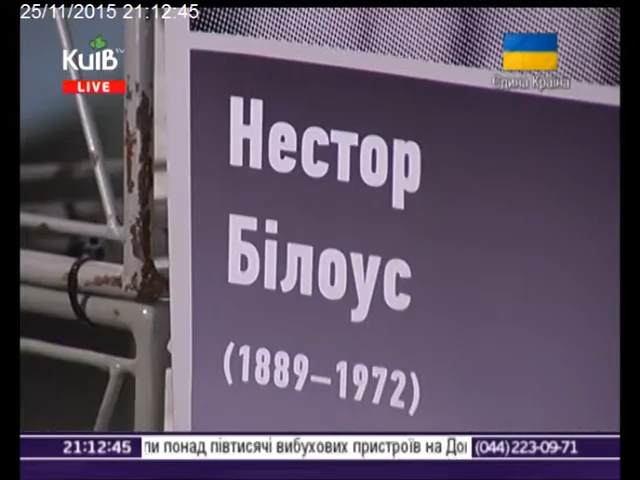 25/11/2015 21:12:45
КиїВ TV
LIVE
Єдина Країна
Нестор
Білоус
(1889–1972)
21:12:45 ли понад півтисячі вибухових пристроїв на До (044)223-09-71